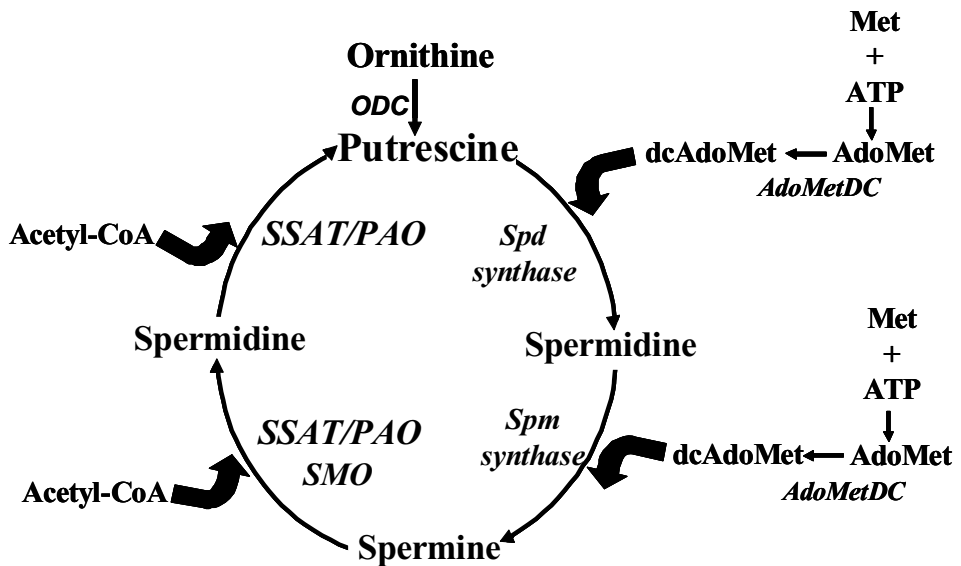 Met
+
ATP
Ornithine
ODC
Putrescine
dcAdoMet
AdoMet
AdoMetDC
Acetyl-CoA
SSAT/PAO
Spd
synthase
Spermidine
Spermidine
Met
+
ATP
SSAT/PAO
SMO
Spm
synthase
dcAdoMet
AdoMet
AdoMetDC
Acetyl-CoA
Spermine